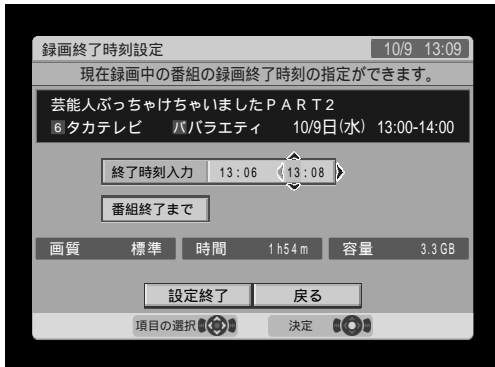 録画終了時刻設定 10/9 13:09
現在録画中の番組の録画終了時刻の指定ができます。
芸能人ぶっちゃけちゃいましたＰＡＲＴ２
6 タカテレビ バ バラエティ 10/9日(水) 13:00-14:00
終了時刻入力 13:06 13:08
番組終了まで
画質 標準 時間 1h54m 容量 3.3GB
設定終了 戻る
項目の選択 決定